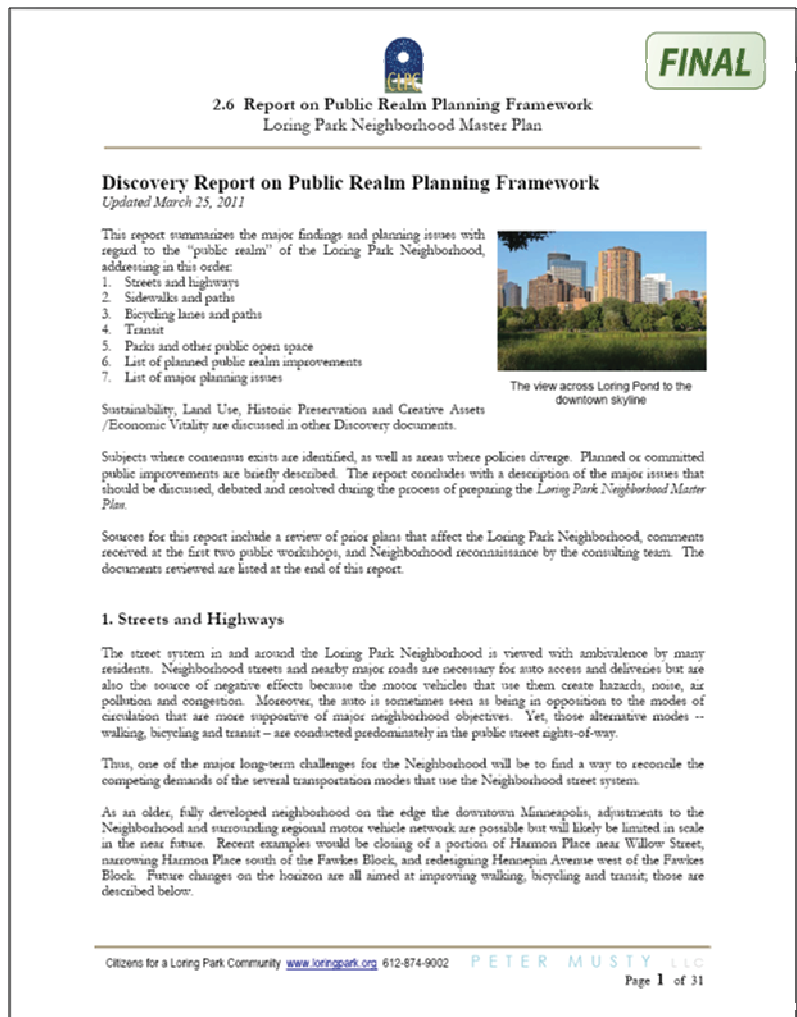 CLPC
FINAL
2.6 Report on Public Realm Planning Framework
Loring Park Neighborhood Master Plan
Discovery Report on Public Realm Planning Framework
Updated March 25, 2011
This report summarizes the major findings and planning issues with
regard to the “public realm” of the Loring Park Neighborhood,
addressing in this order:
1. Streets and highways
2. Sidewalks and paths
3. Bicycling lanes and paths
4. Transit
5. Parks and other public open space
6. List of planned public realm improvements
7. List of major planning issues
The view across Loring Pond to the
downtown skyline
Sustainability, Land Use, Historic Preservation and Creative Assets
/Economic Vitality are discussed in other Discovery documents.
Subjects where consensus exists are identified, as well as areas where policies diverge. Planned or committed
public improvements are briefly described. The report concludes with a description of the major issues that
should be discussed, debated and resolved during the process of preparing the Loring Park Neighborhood Master
Plan.
Sources for this report include a review of prior plans that affect the Loring Park Neighborhood, comments
received at the first two public workshops, and Neighborhood reconnaissance by the consulting team. The
documents reviewed are listed at the end of this report.
1. Streets and Highways
The street system in and around the Loring Park Neighborhood is viewed with ambivalence by many
residents. Neighborhood streets and nearby major roads are necessary for auto access and deliveries but are
also the source of negative effects because the motor vehicles that use them create hazards, noise, air
pollution and congestion. Moreover, the auto is sometimes seen as being in opposition to the modes of
circulation that are more supportive of major neighborhood objectives. Yet, those alternative modes --
walking, bicycling and transit – are conducted predominately in the public street rights-of-way.
Thus, one of the major long-term challenges for the Neighborhood will be to find a way to reconcile the
competing demands of the several transportation modes that use the Neighborhood street system.
As an older, fully developed neighborhood on the edge the downtown Minneapolis, adjustments to the
Neighborhood and surrounding regional motor vehicle network are possible but will likely be limited in scale
in the near future. Recent examples would be closing of a portion of Harmon Place near Willow Street,
narrowing Harmon Place south of the Fawkes Block, and redesigning Hennepin Avenue west of the Fawkes
Block. Future changes on the horizon are all aimed at improving walking, bicycling and transit; those are
described below.
Citizens for a Loring Park Community www.loringpark.org 612-874-9002 PETER MUSTY LLC
Page 1 of 31